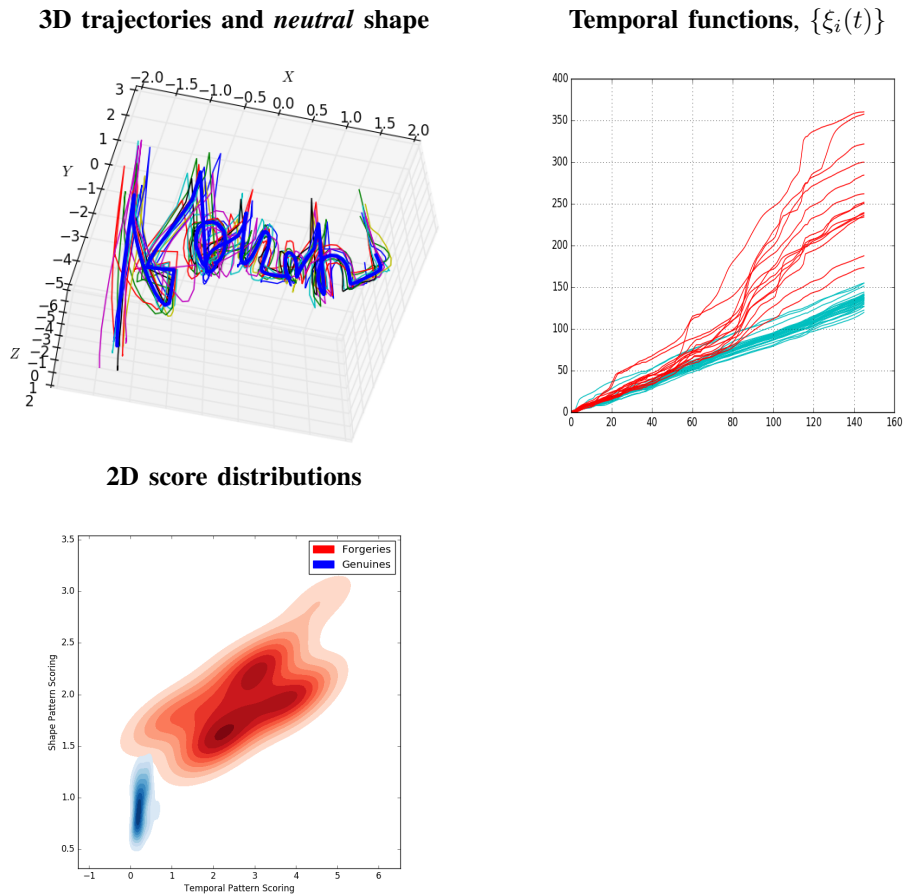 3D trajectories and neutral shape
X
−2.0 −1.5 −1.0 −0.5 0.0 0.5 1.0 1.5 2.0
3
2
1
0
Y
−1
−2
−3
−4
−5
−6
−5
−4
−3
Z
−2
−1
0
1
2
Temporal functions, {ξi(t)}
400
350
300
250
200
150
100
50
0
0 20 40 60 80 100 120 140 160
2D score distributions
3.5
3.0
2.5
2.0
1.5
1.0
0.5
Shape Pattern Scoring
Forgeries
Genuines
−1 0 1 2 3 4 5 6
Temporal Pattern Scoring